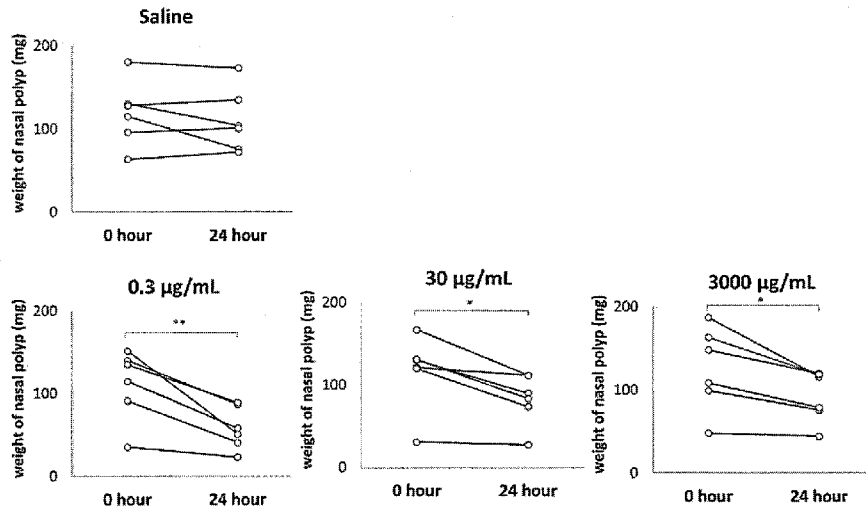 Saline
weight of nasal polyp (mg)
200
100
0
0 hour
24 hour
0.3 µg/mL
weight of nasal polyp (mg)
200
100
0
**
0 hour
24 hour
30 µg/mL
weight of nasal polyp (mg)
200
100
0
*
0 hour
24 hour
3000 µg/mL
weight of nasal polyp (mg)
200
100
0
*
0 hour
24 hour